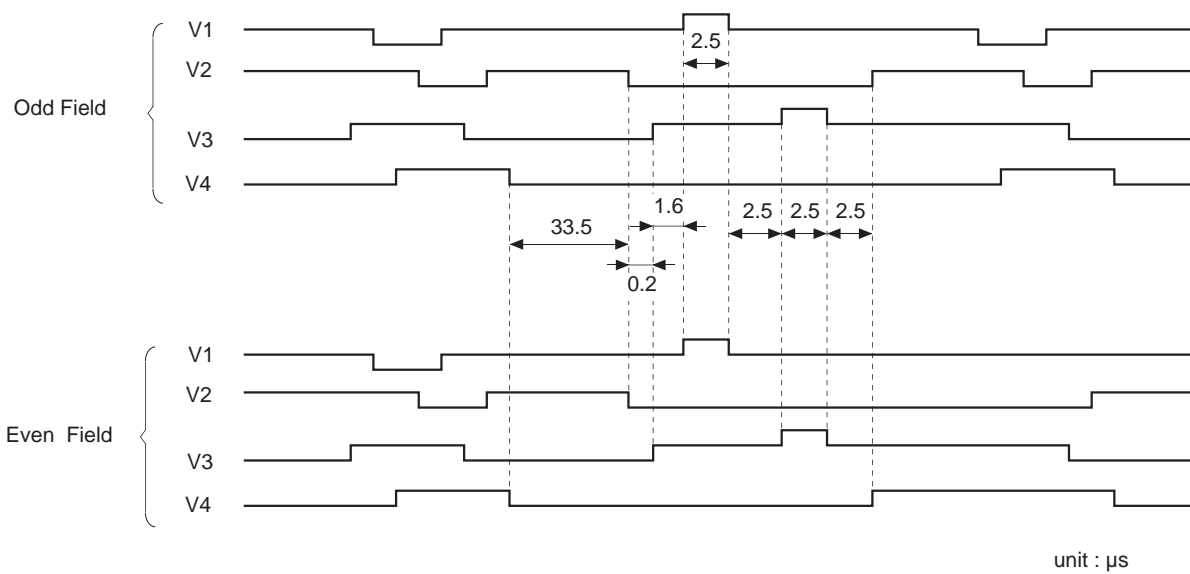 V1
2.5
V2
Odd Field
V3
V4
1.6
2.5 2.5 2.5
33.5
0.2
V1
V2
Even Field
V3
V4
unit : µs